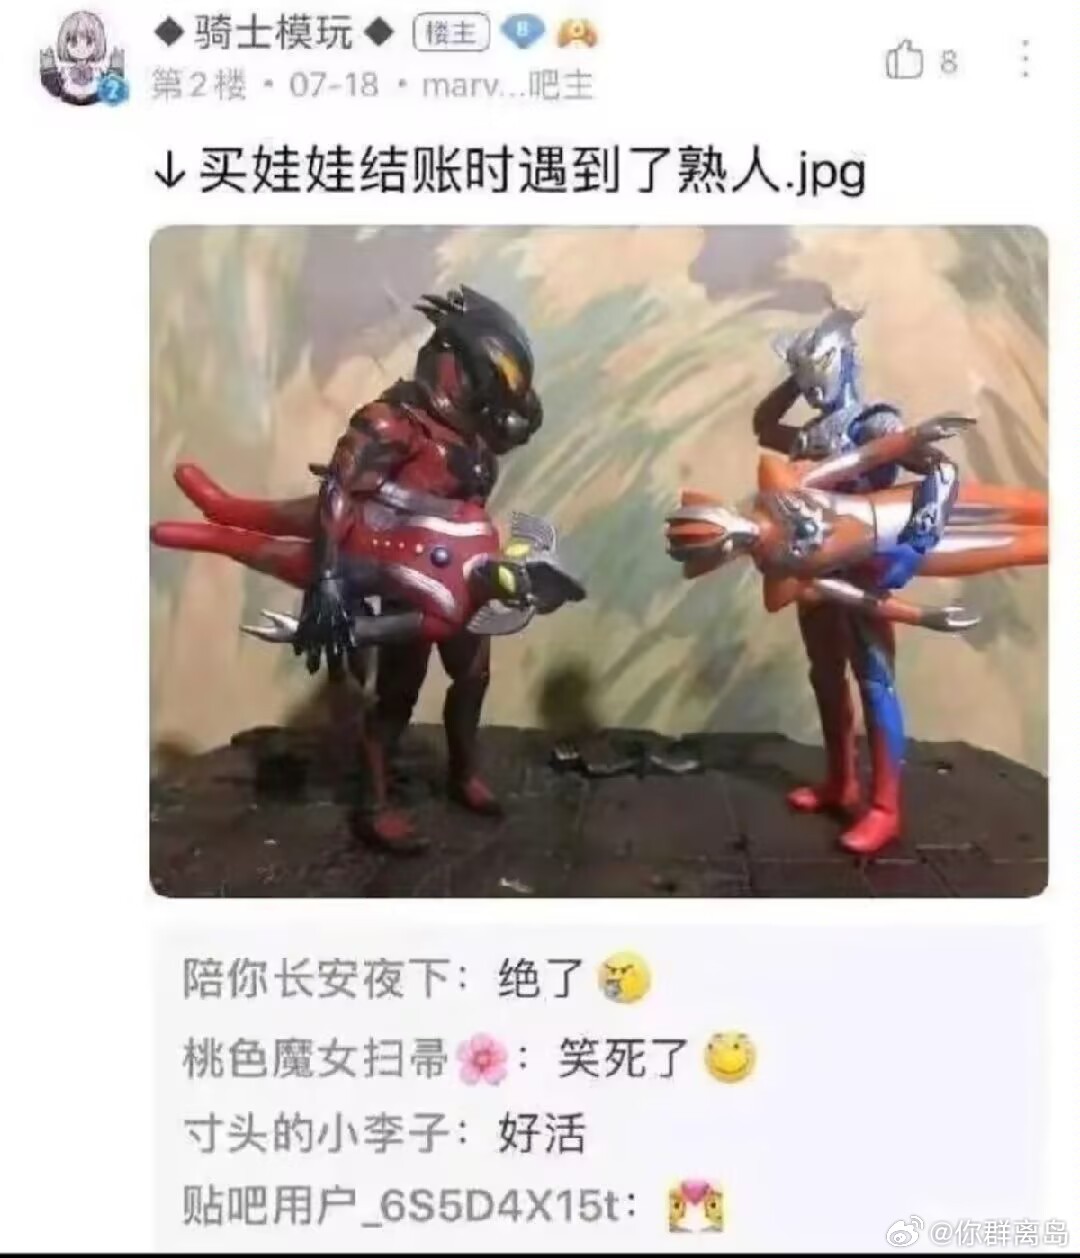 ◆骑士模玩◆ 楼主 8
第2楼 · 07-18 · marv...吧主
8
2
↓买娃娃结账时遇到了熟人.jpg
陪你长安夜下：绝了
桃色魔女扫帚🌸：笑死了
寸头的小李子：好活
贴吧用户_6S5D4X15t：
@你群离岛